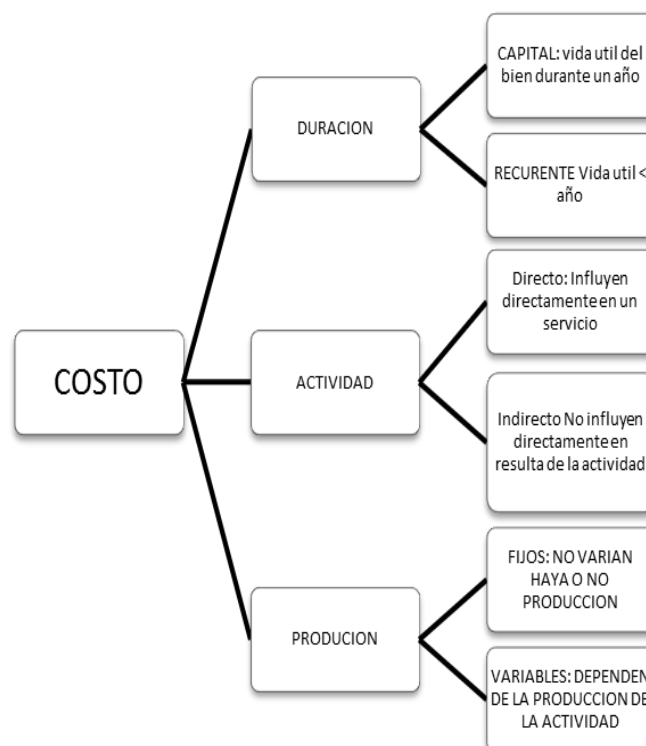 COSTO
DURACION
CAPITAL: vida util del
bien durante un año
RECURENTE Vida util <
año
ACTIVIDAD
Directo: Influyen
directamente en un
servicio
Indirecto No influyen
directamente en
resulta de la actividad
PRODUCION
FIJOS: NO VARIAN
HAYA O NO
PRODUCCION
VARIABLES: DEPENDEN
DE LA PRODUCCION DE
LA ACTIVIDAD